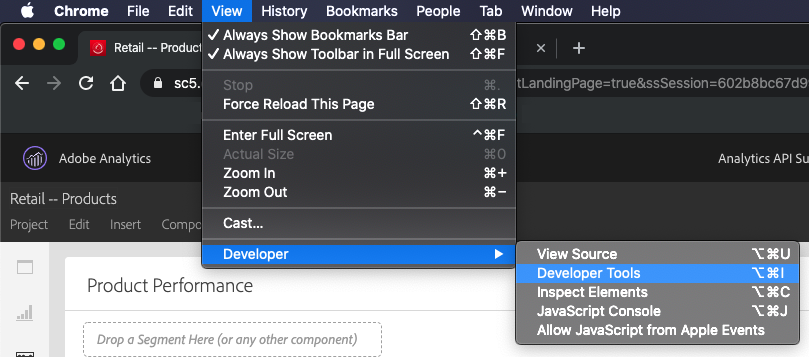 Chrome File Edit View History Bookmarks People Tab Window Help
Retail -- Produc
✓ Always Show Bookmarks Bar ⇧⌘B
✓ Always Show Toolbar in Full Screen ⇧⌘F
Stop ⌘.
Force Reload This Page ⇧⌘R
sc5.
tLandingPage=true&ssSession=602b8bc67d9
Enter Full Screen ^⌘F
Actual Size ⌘0
Zoom In ⌘+
Zoom Out ⌘−
Cast...
Developer
Adobe Analytics
Analytics API Su
Retail -- Products
Project Edit Insert Compo
View Source ⌥⌘U
Developer Tools ⌥⌘I
Inspect Elements ⌥⌘C
JavaScript Console ⌥⌘J
Allow JavaScript from Apple Events
Product Performance
Drop a Segment Here (or any other component)